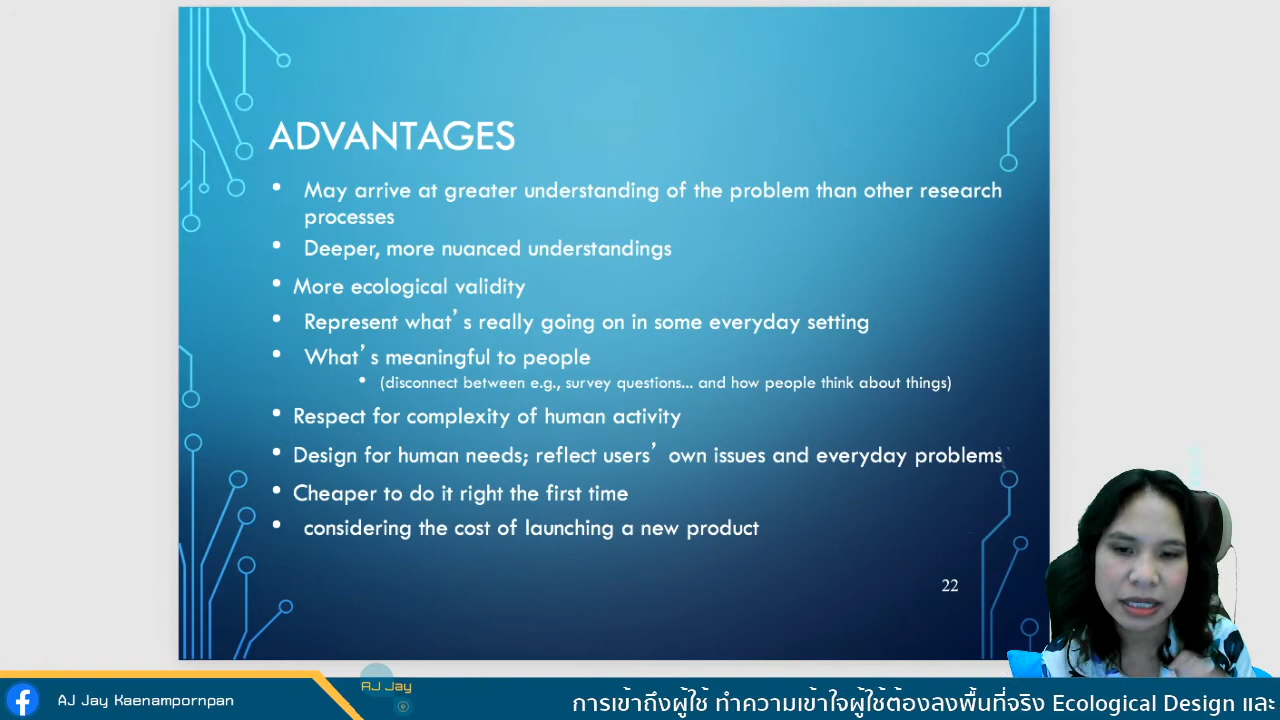 ADVANTAGES
• May arrive at greater understanding of the problem than other research
processes
• Deeper, more nuanced understandings
• More ecological validity
• Represent what’s really going on in some everyday setting
• What’s meaningful to people
• (disconnect between e.g., survey questions... and how people think about things)
• Respect for complexity of human activity
• Design for human needs; reflect users’ own issues and everyday problems
• Cheaper to do it right the first time
• considering the cost of launching a new product
22
AJ Jay Kaenampornpan
AJ Jay
การเข้าถึงผู้ใช้ ทำความเข้าใจผู้ใช้ต้องลงพื้นที่จริง Ecological Design และ